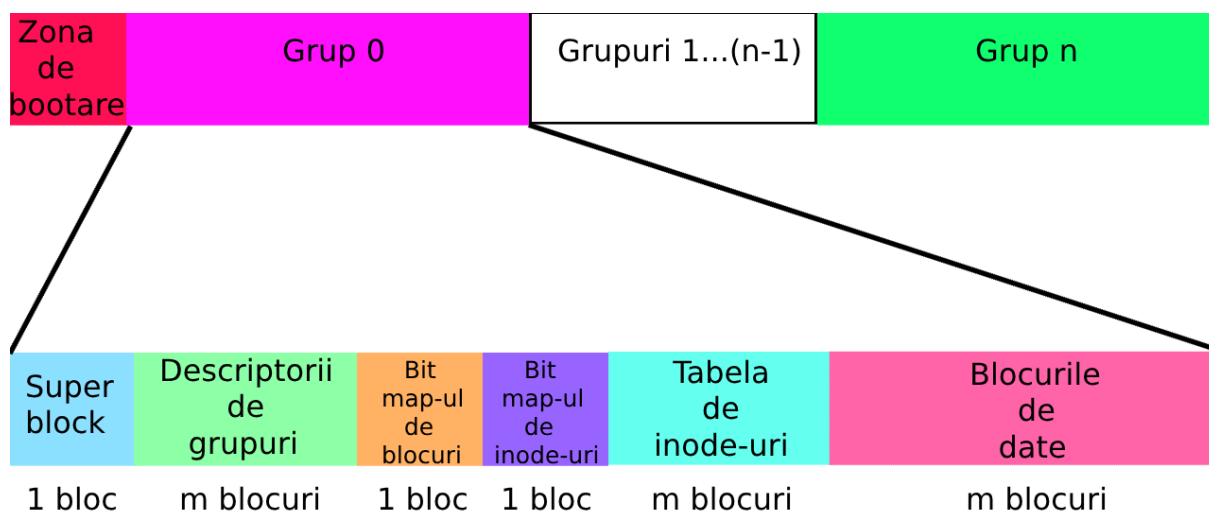 Zona
de
bootare
Grup 0
Grupuri 1...(n-1)
Grup n
Super
block
Descriptorii
de
grupuri
Bit
map-ul
de
blocuri
Bit
map-ul
de
inode-uri
Tabela
de
inode-uri
Blocurile
de
date
1 bloc
m blocuri
1 bloc
1 bloc
m blocuri
m blocuri